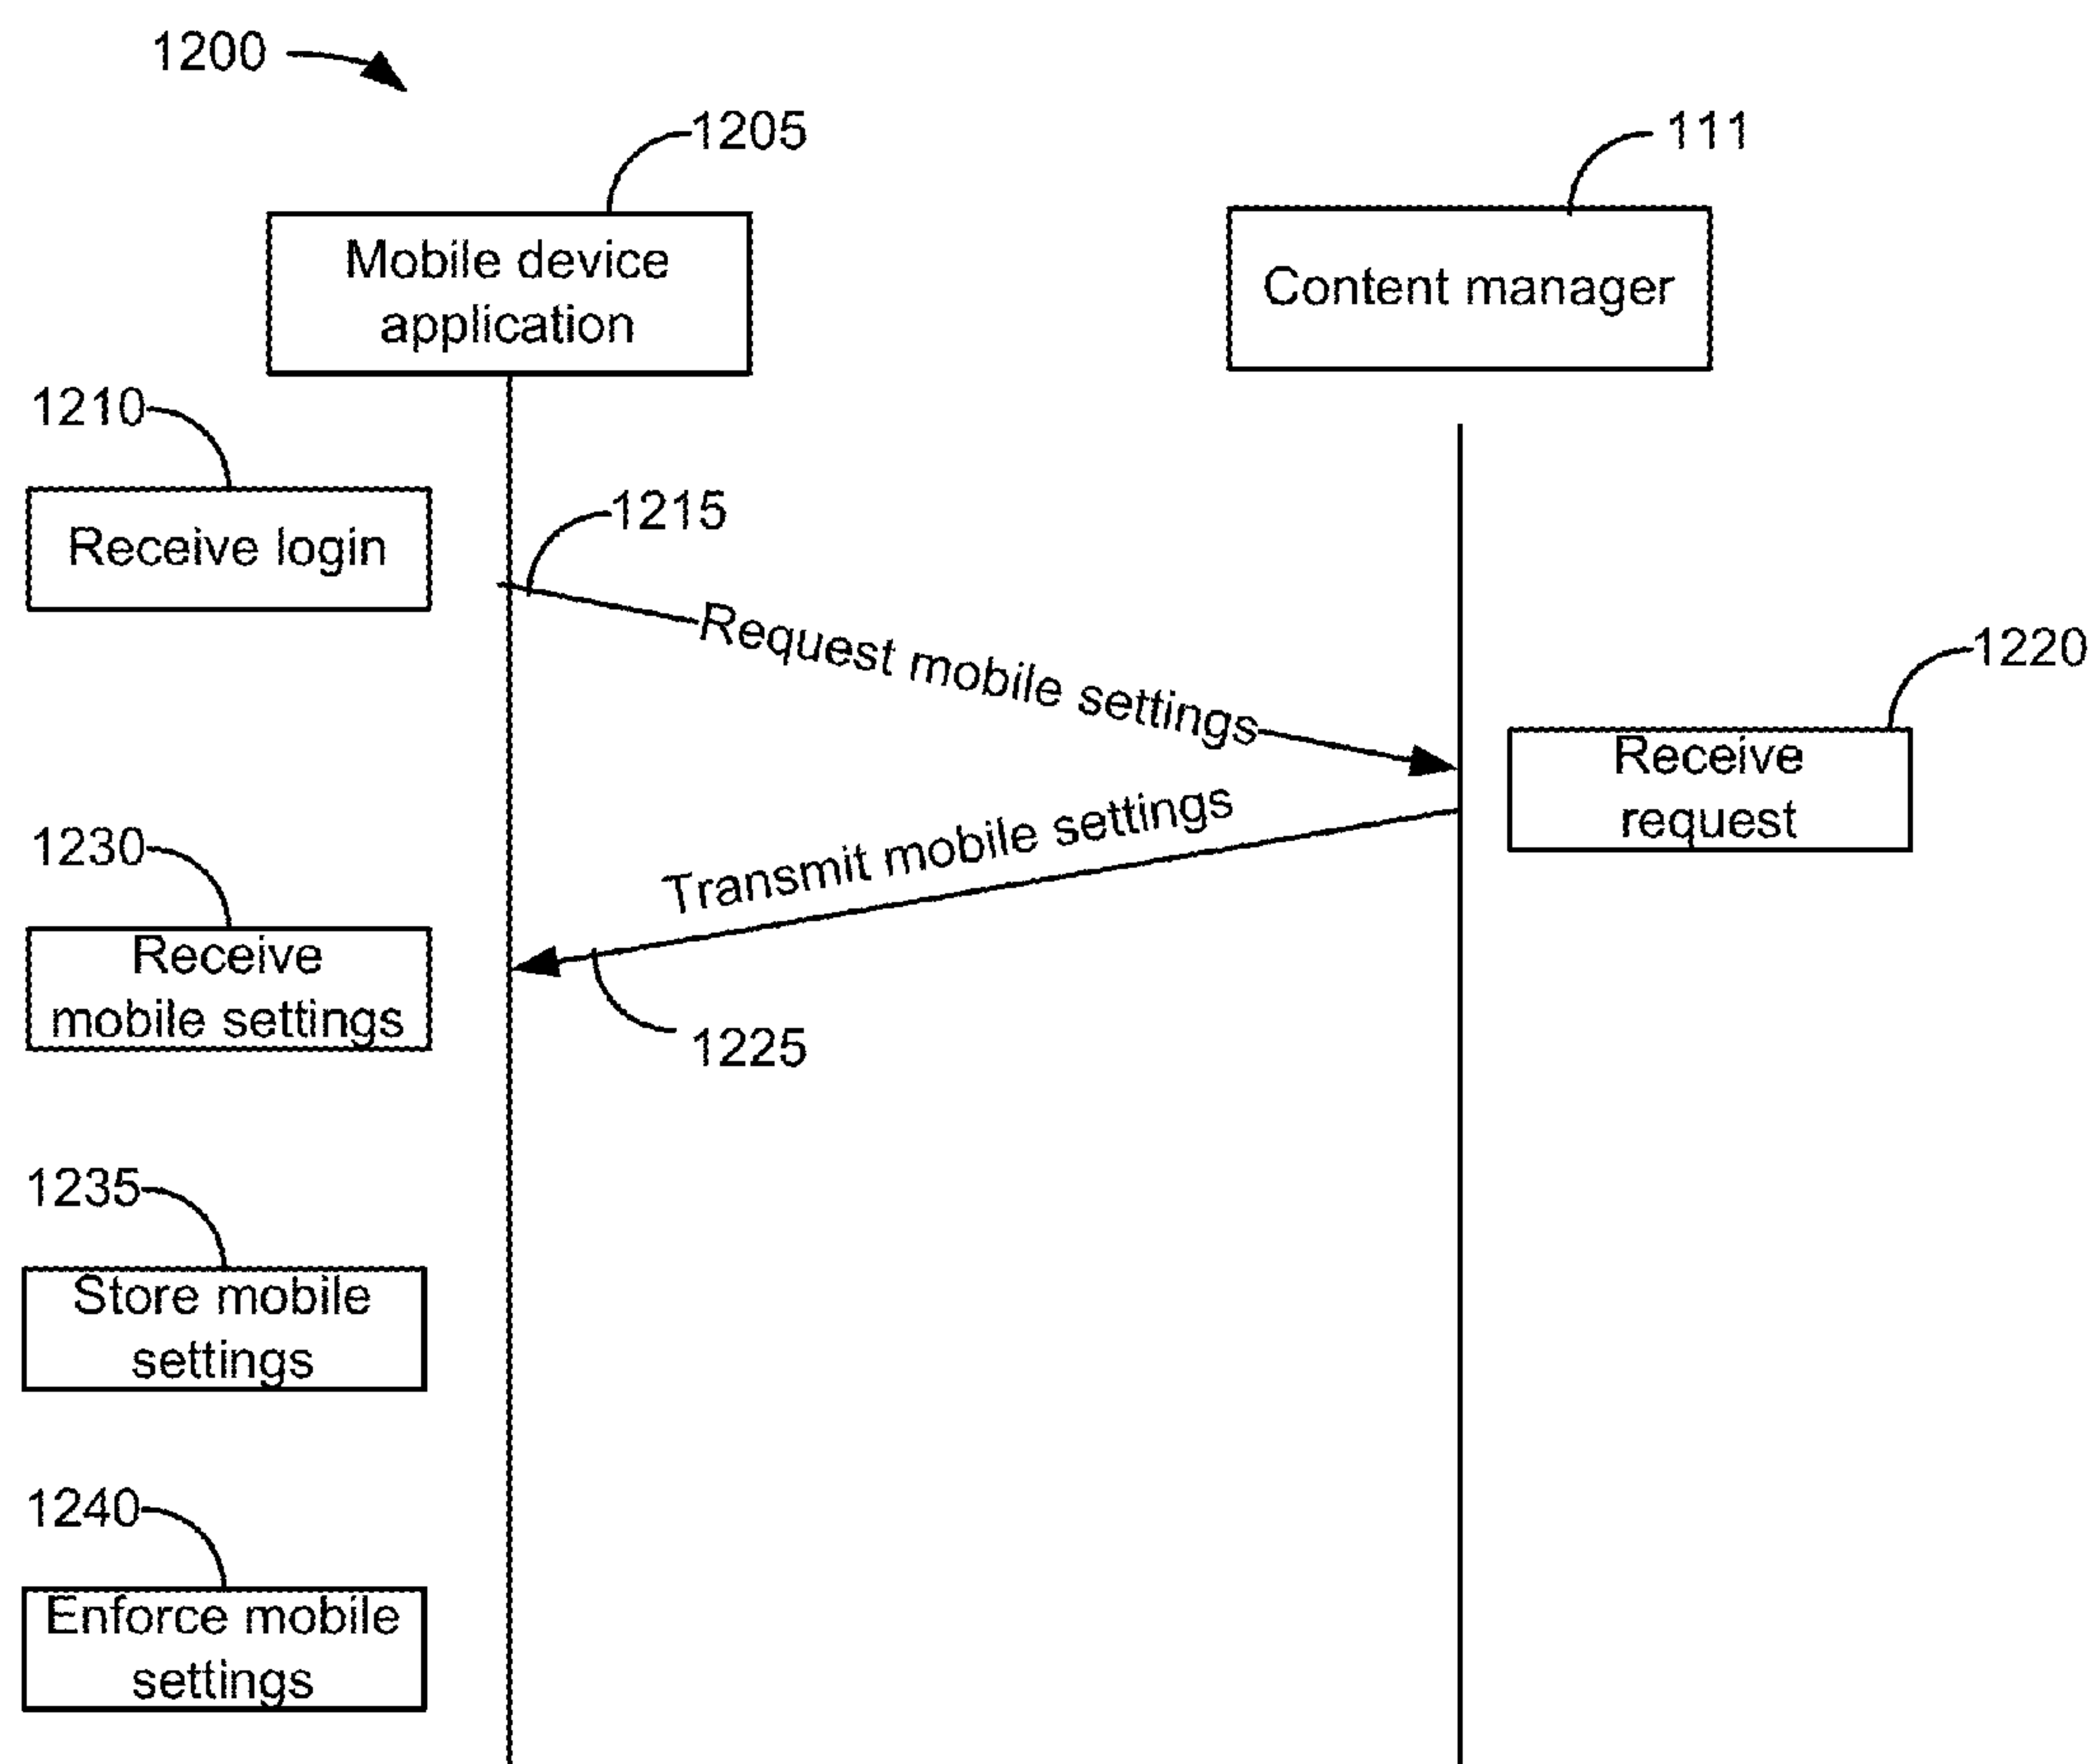 1200
1205
111
Mobile device
application
Content manager
1210
Receive login
1215
Request mobile settings
1220
Receive
request
Transmit mobile settings
1230
Receive
mobile settings
1225
1235
Store mobile
settings
1240
Enforce mobile
settings